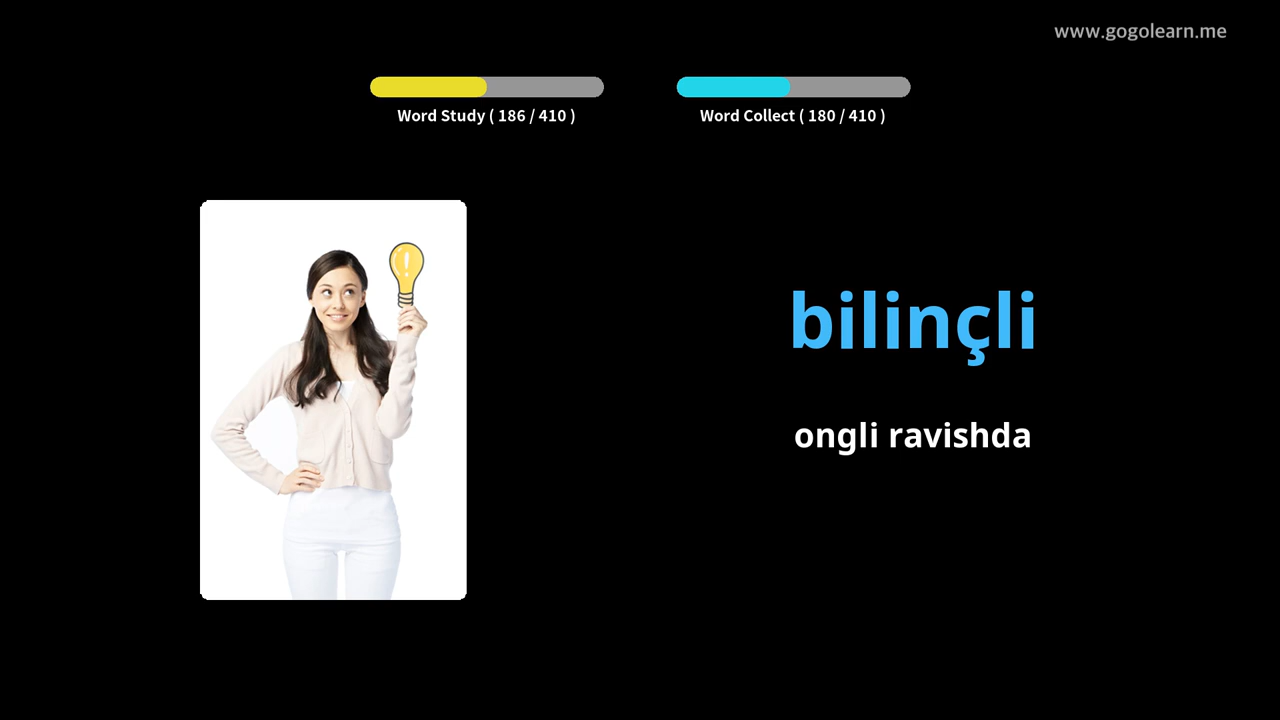 www.gogolearn.me
Word Study ( 186 / 410 )
Word Collect ( 180 / 410 )
bilinçli
ongli ravishda